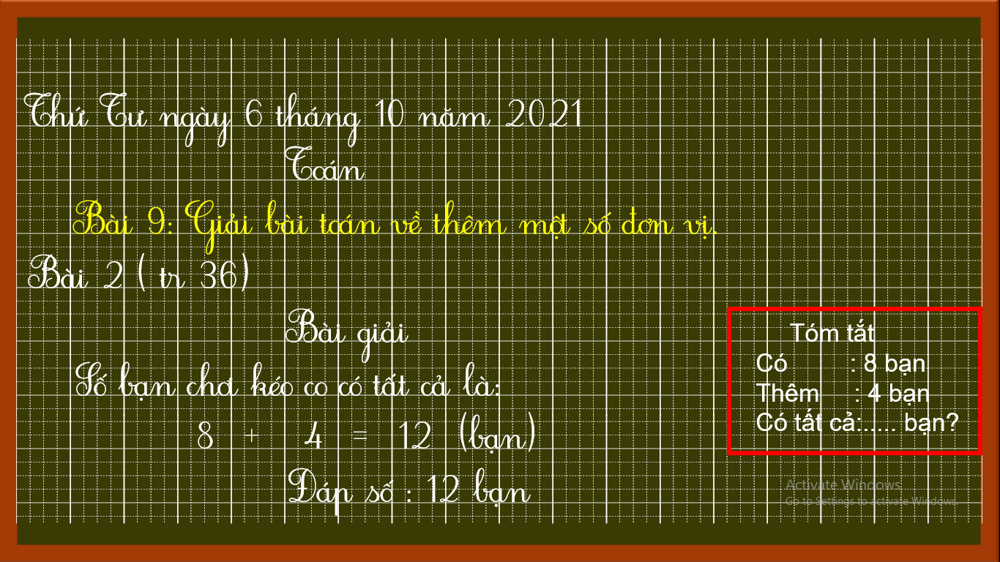 Thứ Tư ngày 6 tháng 10 năm 2021
Toán
Bài 9: Giải bài toán về thêm một số đơn vị.
Bài 2 ( tr 36)
Bài giải
Số bạn chơi kéo co có tất cả là:
8 + 4 = 12 (bạn)
Đáp số : 12 bạn
Tóm tắt
Có : 8 bạn
Thêm : 4 bạn
Có tất cả:..... bạn?
Activate Windows
Go to Settings to activate Windows.